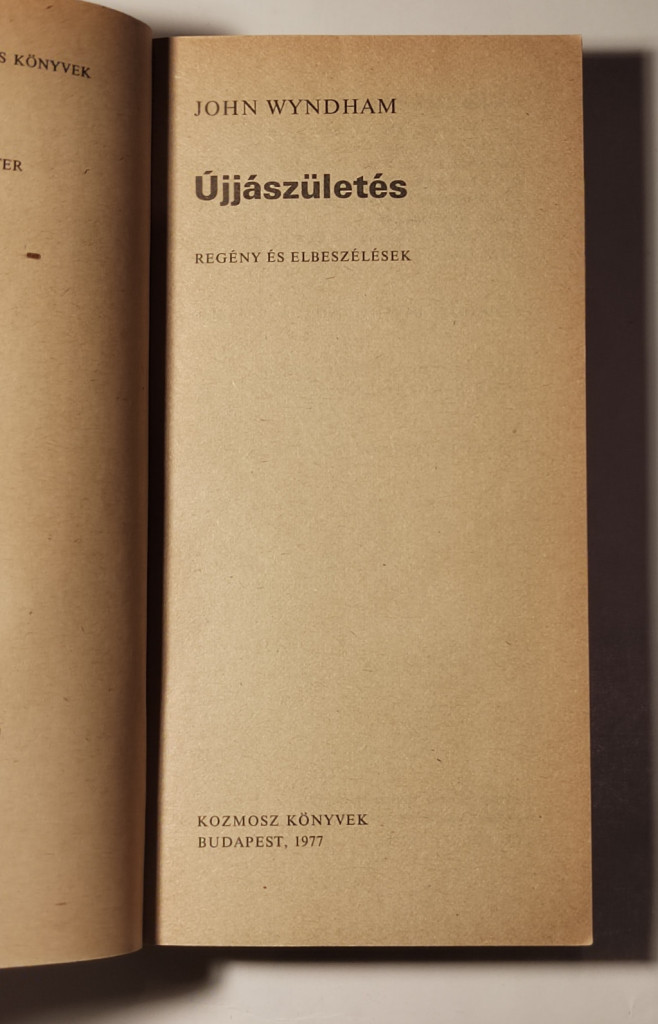 S KÖNYVEK
TER
JOHN WYNDHAM
Újjászületés
REGÉNY ÉS ELBESZÉLÉSEK
KOZMOSZ KÖNYVEK
BUDAPEST, 1977